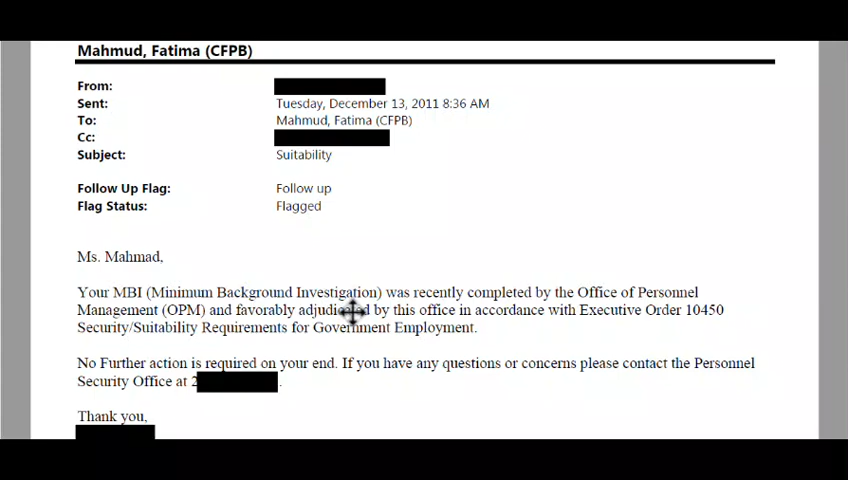 Mahmud, Fatima (CFPB)
From:
Sent: Tuesday, December 13, 2011 8:36 AM
To: Mahmud, Fatima (CFPB)
Cc:
Subject: Suitability
Follow Up Flag: Follow up
Flag Status: Flagged
Ms. Mahmad,
Your MBI (Minimum Background Investigation) was recently completed by the Office of Personnel
Management (OPM) and favorably adjudicated by this office in accordance with Executive Order 10450
Security/Suitability Requirements for Government Employment.
No Further action is required on your end. If you have any questions or concerns please contact the Personnel
Security Office at 2 .
Thank you,